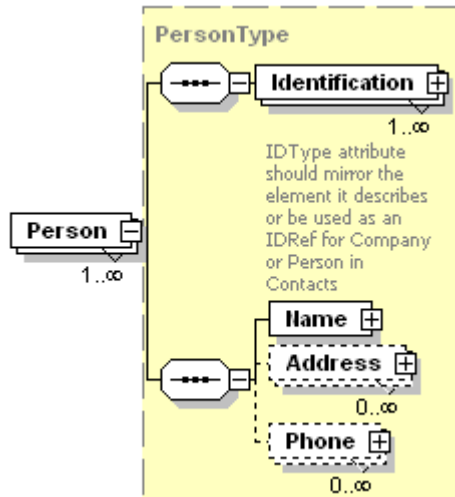 PersonType
Identification
1..∞
IDType attribute
should mirror the
element it describes
or be used as an
IDRef for Company
or Person in
Contacts
Person
1..∞
Name
Address
0..∞
Phone
0..∞